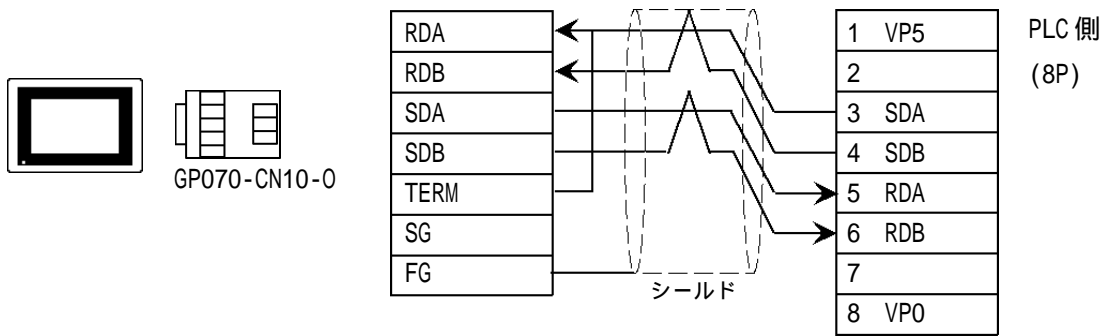 GP070-CN10-O
RDA
RDB
SDA
SDB
TERM
SG
FG
シールド
1 VP5
2
3 SDA
4 SDB
5 RDA
6 RDB
7
8 VP0
PLC 側
(8P)